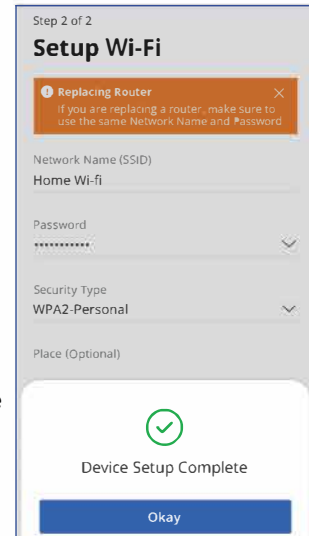 Step 2 of 2
Setup Wi-Fi
Replacing Router
If you are replacing a router, make sure to
use the same Network Name and Password
Network Name (SSID)
Home Wi-fi
Password
•••••••••••
Security Type
WPA2-Personal
Place (Optional)
e
Device Setup Complete
Okay